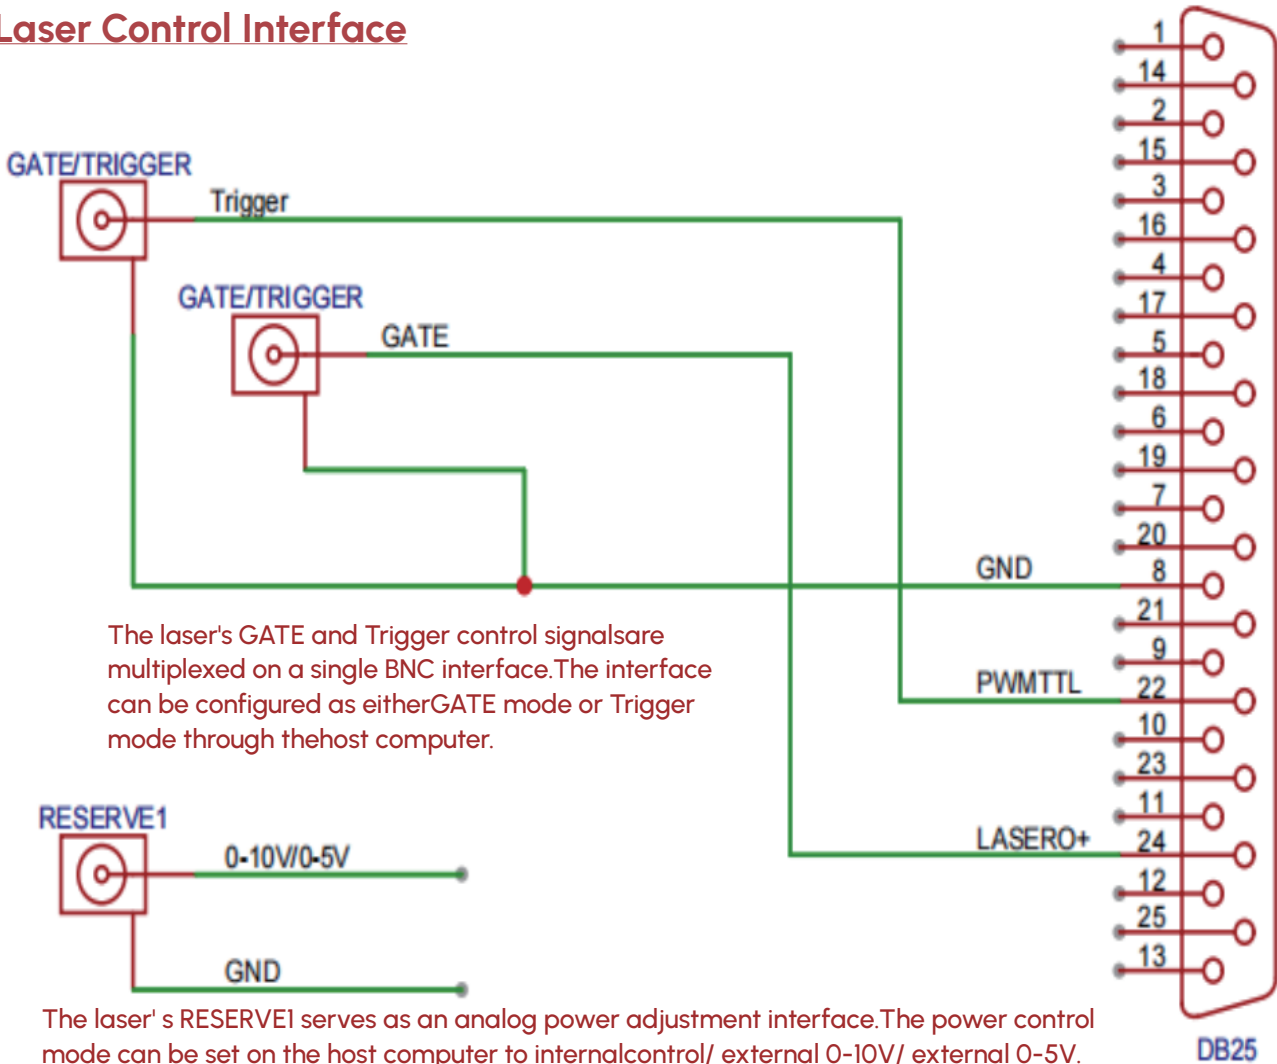 Laser Control Interface
1
14
2
15
3
16
4
17
5
18
6
19
7
20
8
21
9
22
10
23
11
24
12
25
13
DB25
GATE/TRIGGER
Trigger
GATE/TRIGGER
GATE
GND
PWMTTL
LASERO+
The laser's GATE and Trigger control signalsare
multiplexed on a single BNC interface.The interface
can be configured as eitherGATE mode or Trigger
mode through thehost computer.
RESERVE1
0-10V/0-5V
GND
The laser' s RESERVE1 serves as an analog power adjustment interface.The power control
mode can be set on the host computer to internalcontrol/ external 0-10V/ external 0-5V.